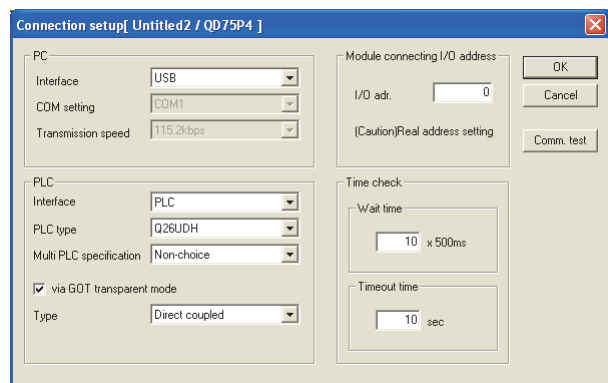 Connection setup[ Untitled2 / QD75P4 ]
PC
Interface
USB
COM setting
COM1
Transmission speed
115.2kbps
Module connecting I/O address
I/O adr.
0
(Caution)Real address setting
OK
Cancel
Comm. test
PLC
Interface
PLC
PLC type
Q26UDH
Multi PLC specification
Non-choice
via GOT transparent mode
Type
Direct coupled
Time check
Wait time
10 x 500ms
Timeout time
10 sec